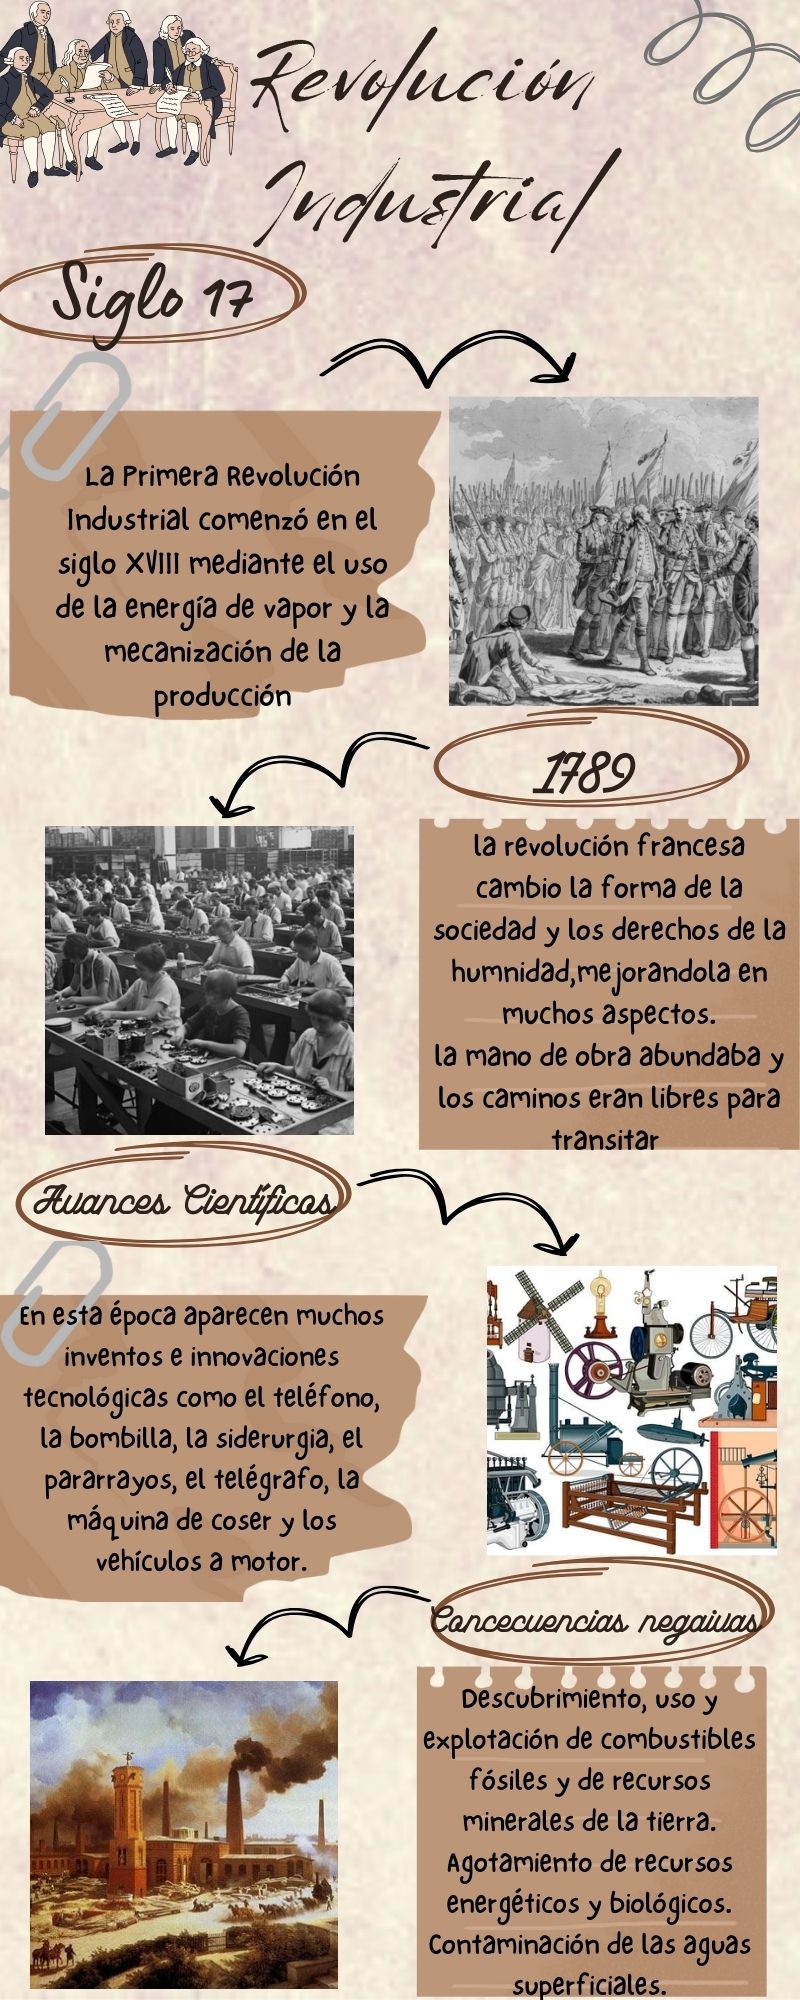 Revolución
Industrial
Siglo 17
La Primera Revolución
Industrial comenzó en el
siglo XVIII mediante el uso
de la energía de vapor y la
mecanización de la
producción
1789
la revolución francesa
cambio la forma de la
sociedad y los derechos de la
humnidad,mejorandola en
muchos aspectos.
la mano de obra abundaba y
los caminos eran libres para
transitar
Avances Científicos
En esta época aparecen muchos
inventos e innovaciones
tecnológicas como el teléfono,
la bombilla, la siderurgia, el
pararrayos, el telégrafo, la
máquina de coser y los
vehículos a motor.
Concecuencias negaivas
Descubrimiento, uso y
explotación de combustibles
fósiles y de recursos
minerales de la tierra.
Agotamiento de recursos
energéticos y biológicos.
Contaminación de las aguas
superficiales.